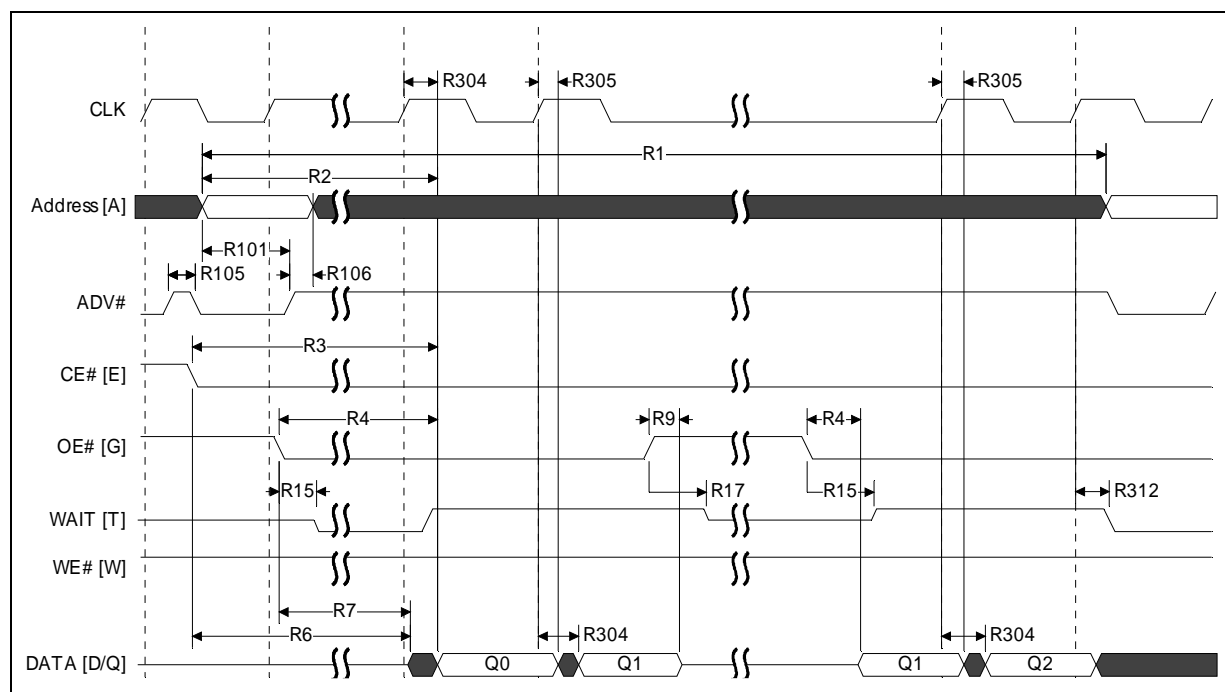 R304 R305 R305
CLK
R1
R2
Address [A]
R101
R105 R106
ADV#
R3
CE# [E]
R4 R9 R4
OE# [G]
R15 R17 R15 R312
WAIT [T]
WE# [W]
R7
R6 R304 R304
DATA [D/Q] Q0 Q1 Q1 Q2